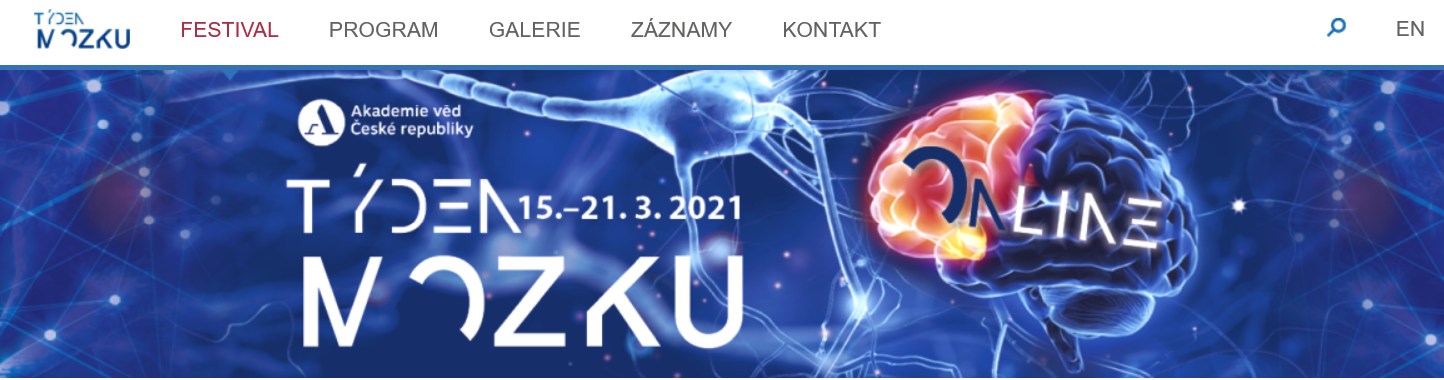 TÝDEN
MOZKU
FESTIVAL PROGRAM GALERIE ZÁZNAMY KONTAKT EN
Akademie věd
České republiky
TÝDEN 15.–21. 3. 2021
MOZKU
ONLINE